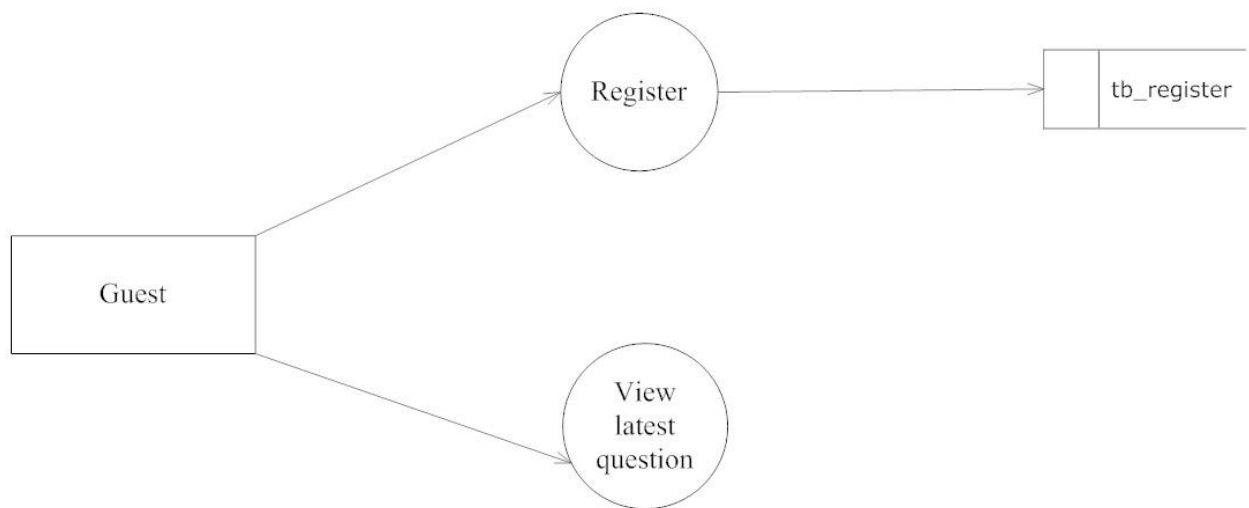 Register
tb_register
Guest
View
latest
question